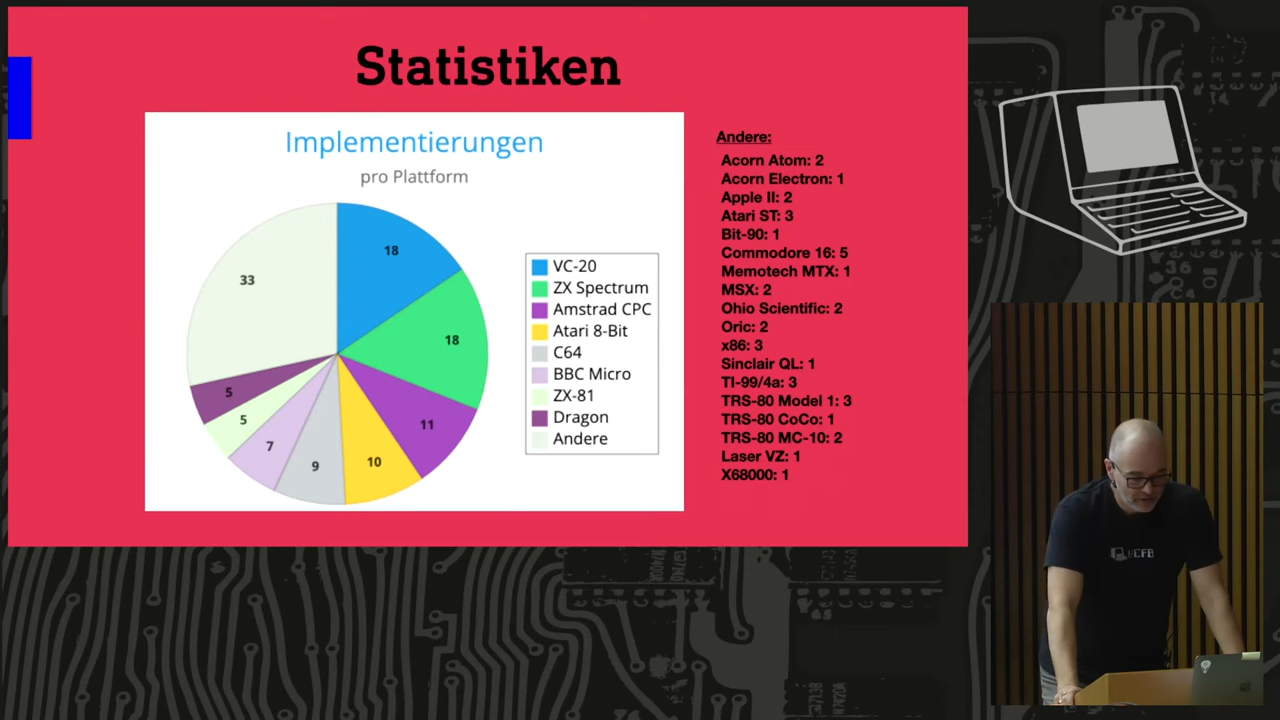 Statistiken
Implementierungen
pro Plattform
18
18
11
10
9
7
5
5
33
VC-20
ZX Spectrum
Amstrad CPC
Atari 8-Bit
C64
BBC Micro
ZX-81
Dragon
Andere
Andere:
Acorn Atom: 2
Acorn Electron: 1
Apple II: 2
Atari ST: 3
Bit-90: 1
Commodore 16: 5
Memotech MTX: 1
MSX: 2
Ohio Scientific: 2
Oric: 2
x86: 3
Sinclair QL: 1
TI-99/4a: 3
TRS-80 Model 1: 3
TRS-80 CoCo: 1
TRS-80 MC-10: 2
Laser VZ: 1
X68000: 1
VCFB